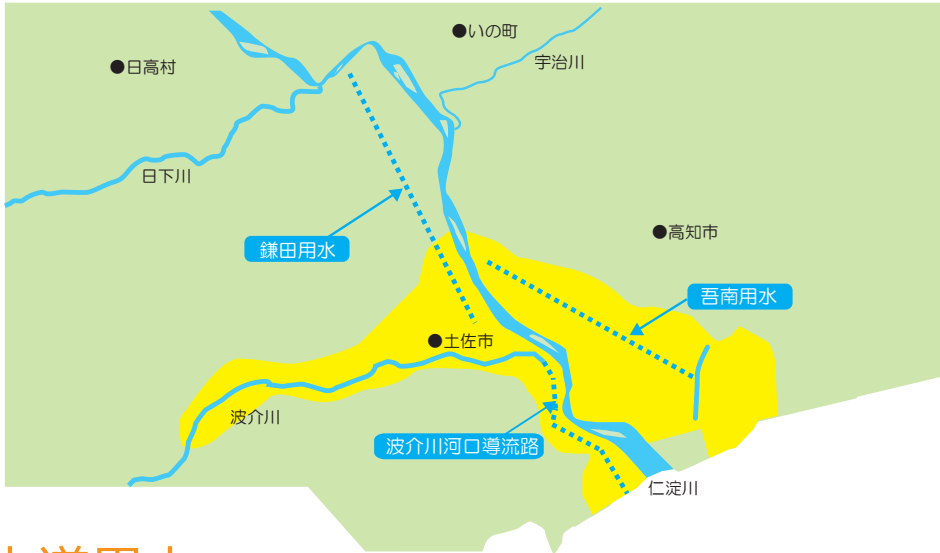 ●いの町
宇治川
●日高村
日下川
鎌田用水
●高知市
吾南用水
●土佐市
波介川
波介川河口導流路
仁淀川